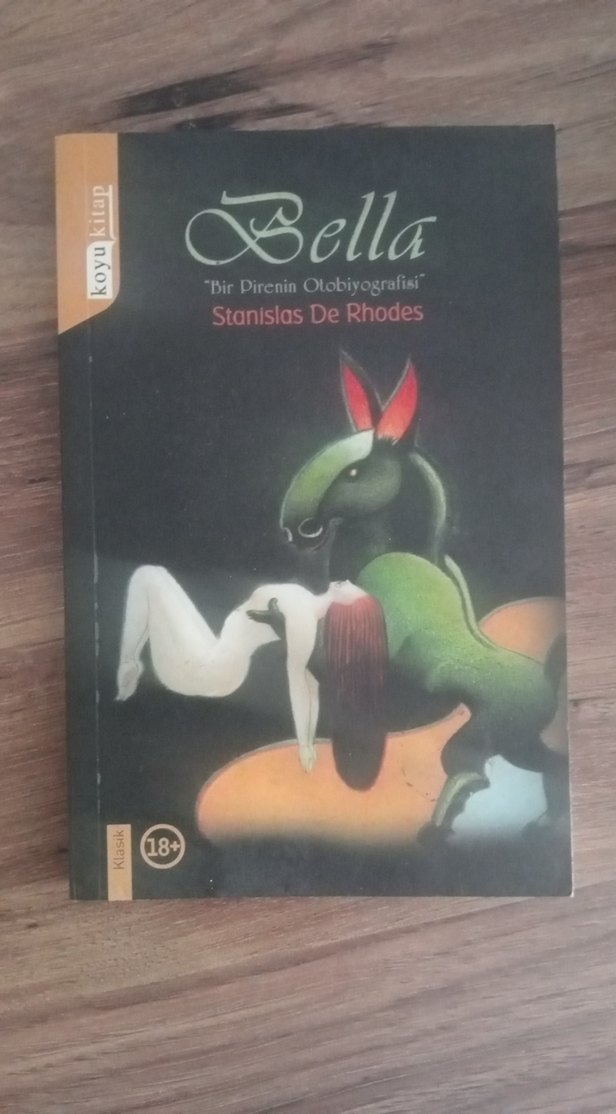 koyu kitap
Bella
"Bir Pirenin Otobiyografisi"
Stanislas De Rhodes
Klasik
18+